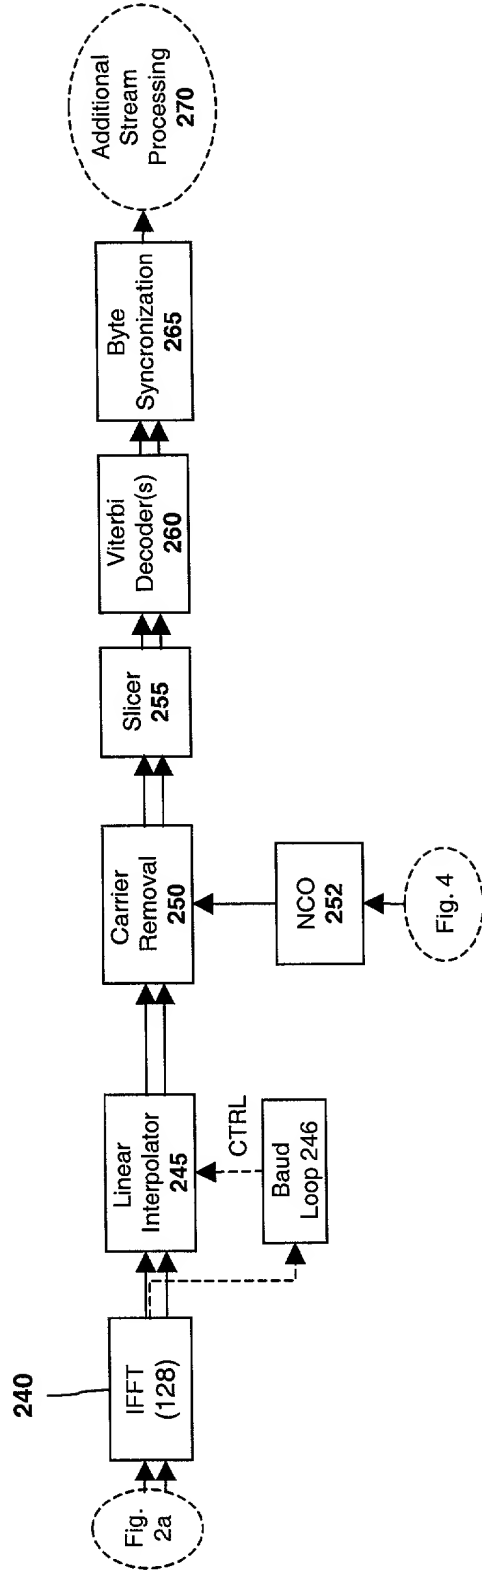 Fig.
2a
240
IFFT
(128)
Linear
Interpolator
245
CTRL
Baud
Loop 246
Carrier
Removal
250
NCO
252
Fig. 4
Slicer
255
Viterbi
Decoder(s)
260
Byte
Syncronization
265
Additional
Stream
Processing
270